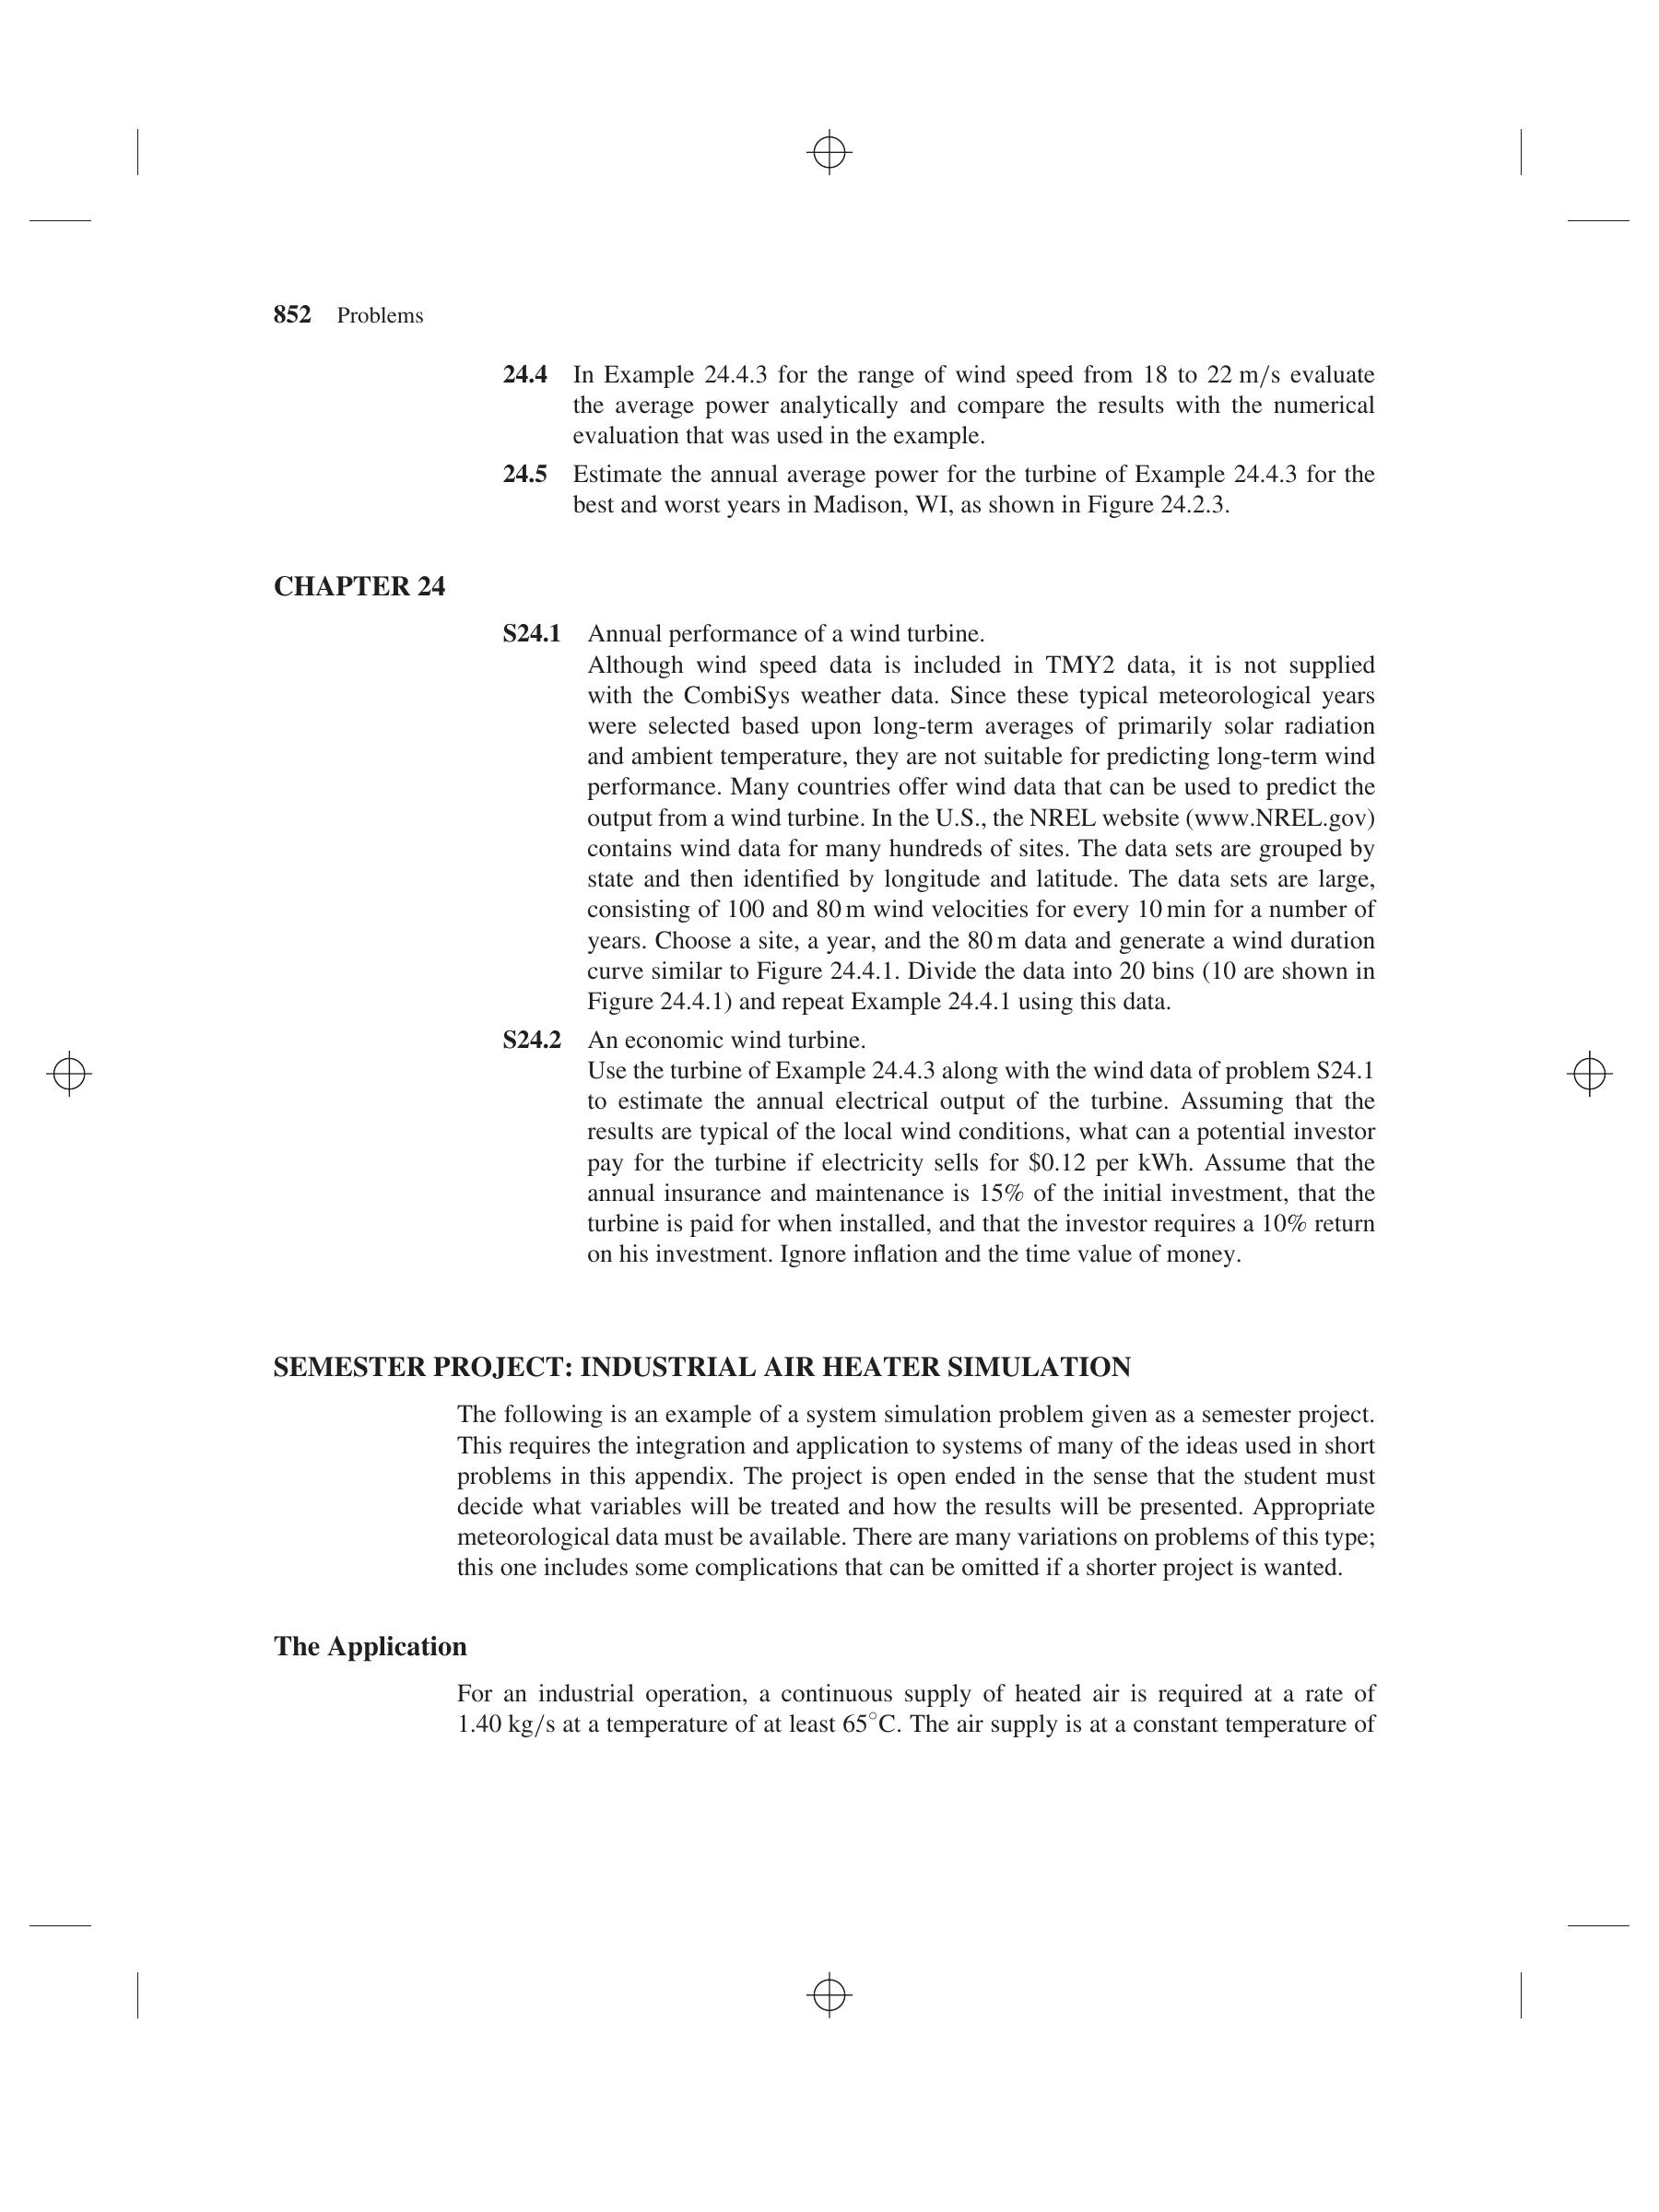 852 Problems
24.4 In Example 24.4.3 for the range of wind speed from 18 to 22 m/s evaluate
the average power analytically and compare the results with the numerical
evaluation that was used in the example.
24.5 Estimate the annual average power for the turbine of Example 24.4.3 for the
best and worst years in Madison, WI, as shown in Figure 24.2.3.
CHAPTER 24
S24.1 Annual performance of a wind turbine.
Although wind speed data is included in TMY2 data, it is not supplied
with the CombiSys weather data. Since these typical meteorological years
were selected based upon long-term averages of primarily solar radiation
and ambient temperature, they are not suitable for predicting long-term wind
performance. Many countries offer wind data that can be used to predict the
output from a wind turbine. In the U.S., the NREL website (www.NREL.gov)
contains wind data for many hundreds of sites. The data sets are grouped by
state and then identified by longitude and latitude. The data sets are large,
consisting of 100 and 80 m wind velocities for every 10 min for a number of
years. Choose a site, a year, and the 80 m data and generate a wind duration
curve similar to Figure 24.4.1. Divide the data into 20 bins (10 are shown in
Figure 24.4.1) and repeat Example 24.4.1 using this data.
S24.2 An economic wind turbine.
Use the turbine of Example 24.4.3 along with the wind data of problem S24.1
to estimate the annual electrical output of the turbine. Assuming that the
results are typical of the local wind conditions, what can a potential investor
pay for the turbine if electricity sells for $0.12 per kWh. Assume that the
annual insurance and maintenance is 15% of the initial investment, that the
turbine is paid for when installed, and that the investor requires a 10% return
on his investment. Ignore inflation and the time value of money.
SEMESTER PROJECT: INDUSTRIAL AIR HEATER SIMULATION
The following is an example of a system simulation problem given as a semester project.
This requires the integration and application to systems of many of the ideas used in short
problems in this appendix. The project is open ended in the sense that the student must
decide what variables will be treated and how the results will be presented. Appropriate
meteorological data must be available. There are many variations on problems of this type;
this one includes some complications that can be omitted if a shorter project is wanted.
The Application
For an industrial operation, a continuous supply of heated air is required at a rate of
1.40 kg/s at a temperature of at least 65°C. The air supply is at a constant temperature of